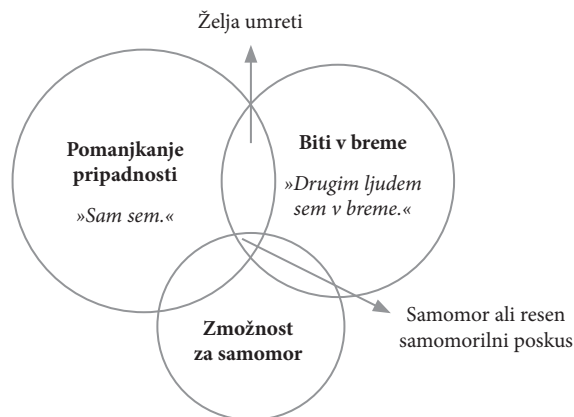 Želja umreti
Pomanjkanje
pripadnosti
»Sam sem.«
Biti v breme
»Drugim ljudem
sem v breme.«
Zmožnost
za samomor
Samomor ali resen
samomorilni poskus